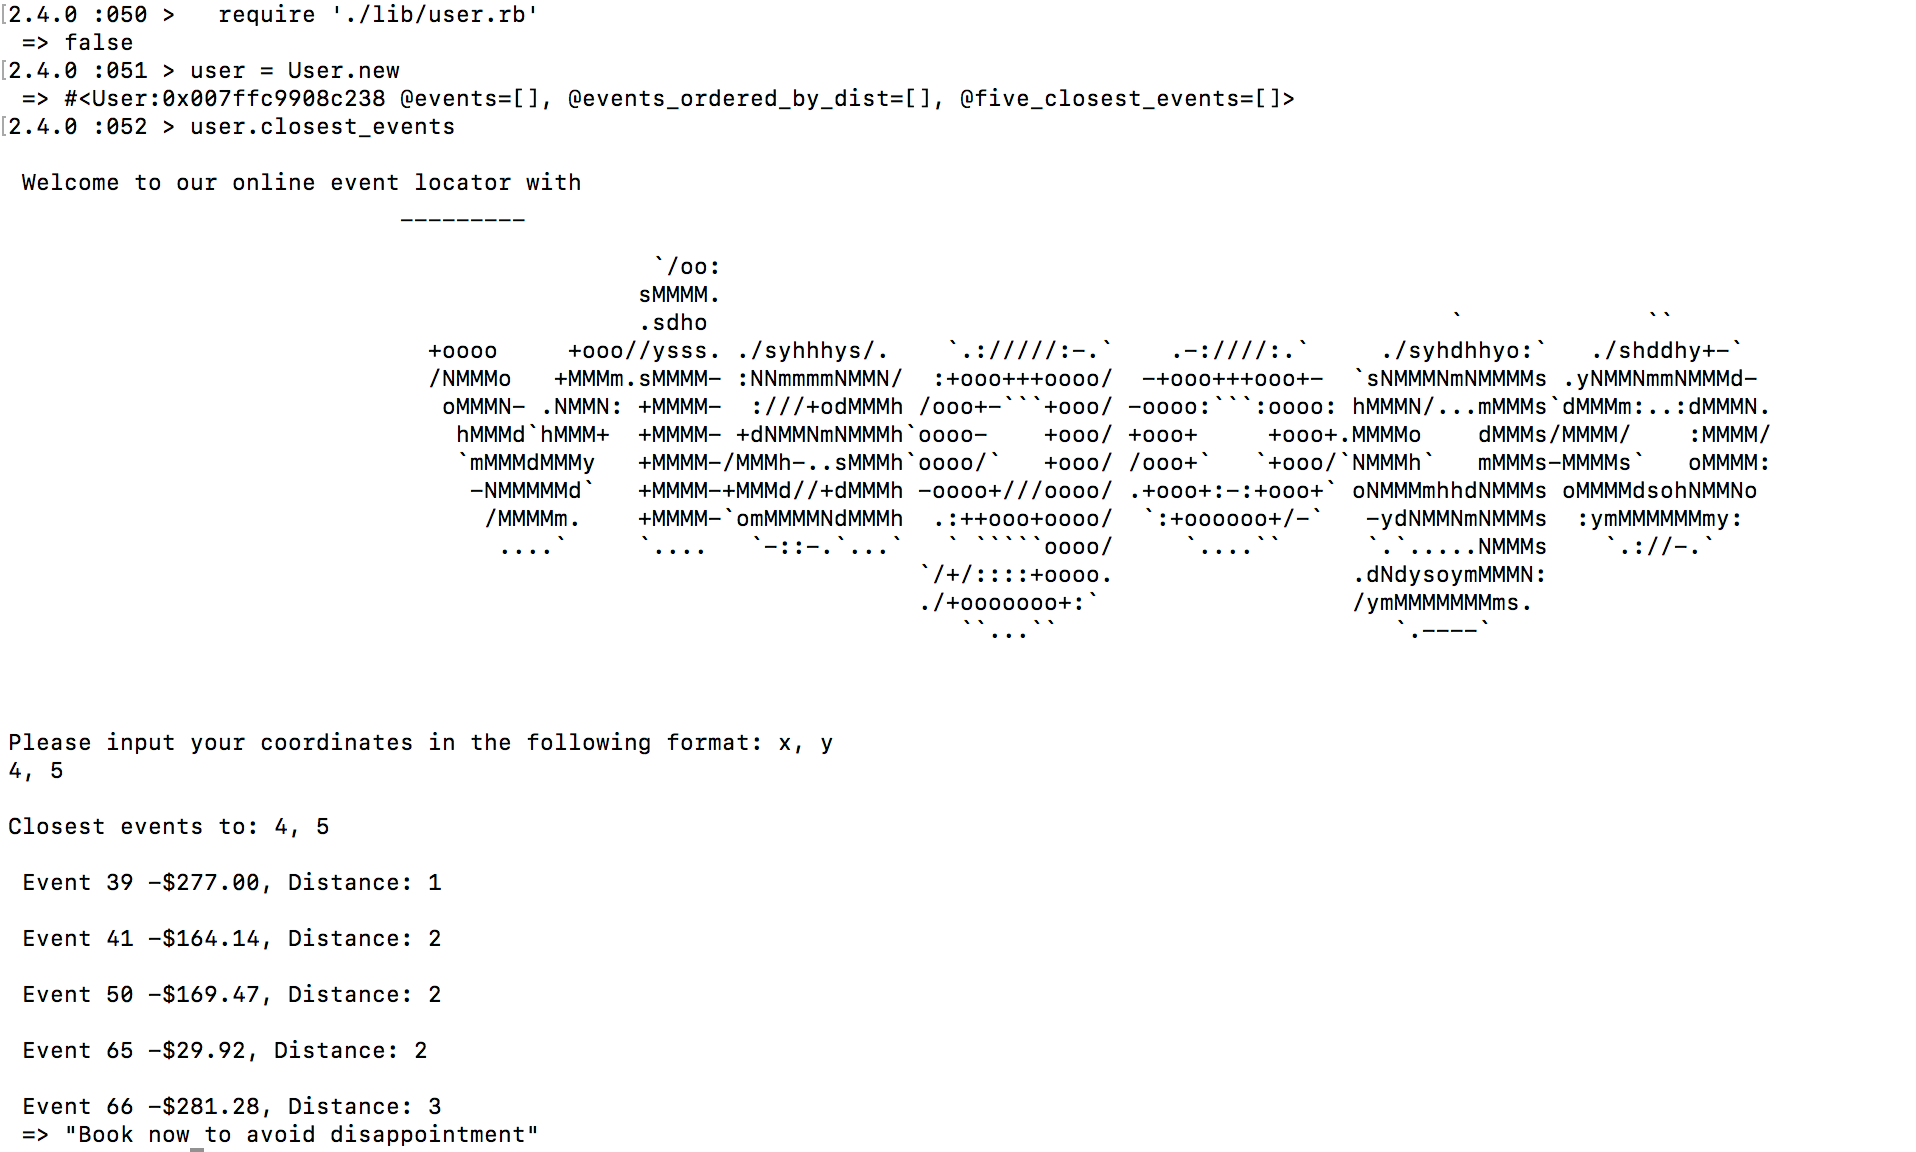 [2.4.0 :050 >   require './lib/user.rb'
 => false
[2.4.0 :051 > user = User.new
 => #<User:0x007ffc9908c238 @events=[], @events_ordered_by_dist=[], @five_closest_events=[]>
[2.4.0 :052 > user.closest_events
 Welcome to our online event locator with
---------
`/oo:
sMMMM.
.sdho                                                      `             ``
+oooo     +ooo//ysss. ./syhhhys/.    `.://///:-.`    .-:////:.`     ./syhdhhyo:`   ./shddhy+-`
/NMMMo   +MMMm.sMMMM- :NNmmmmNMMN/  :+ooo+++oooo/  -+ooo+++ooo+-  `sNMMMNmNMMMMs .yNMMNmmNMMMd-
 oMMMN- .NMMN: +MMMM-  :///+odMMMh /ooo+-```+ooo/ -oooo:```:oooo: hMMMN/...mMMMs`dMMMm:..:dMMMN.
  hMMMd`hMMM+  +MMMM- +dNMMNmNMMMh`oooo-    +ooo/ +ooo+     +ooo+.MMMMo    dMMMs/MMMM/    :MMMM/
  `mMMMdMMMy   +MMMM-/MMMh-..sMMMh`oooo/`   +ooo/ /ooo+`   `+ooo/`NMMMh`   mMMMs-MMMMs`   oMMMM:
   -NMMMMMd`   +MMMM-+MMMd//+dMMMh -oooo+///oooo/ .+ooo+:-:+ooo+` oNMMMmhhdNMMMs oMMMMdsohNMMNo
    /MMMMm.    +MMMM-`omMMMMNdMMMh  .:++ooo+oooo/  `:+oooooo+/-`   -ydNMMNmNMMMs  :ymMMMMMMmy:
     ....`     `....   `-::-.`...`   ` `````oooo/     `....``      `.`.....NMMMs    `.://-.`
`/+/::::+oooo.                 .dNdysoymMMMN:
./+ooooooo+:`                  /ymMMMMMMMms.
``...``                        `.----`
Please input your coordinates in the following format: x, y
4, 5
Closest events to: 4, 5
 Event 39 -$277.00, Distance: 1
 Event 41 -$164.14, Distance: 2
 Event 50 -$169.47, Distance: 2
 Event 65 -$29.92, Distance: 2
 Event 66 -$281.28, Distance: 3
 => "Book now to avoid disappointment"